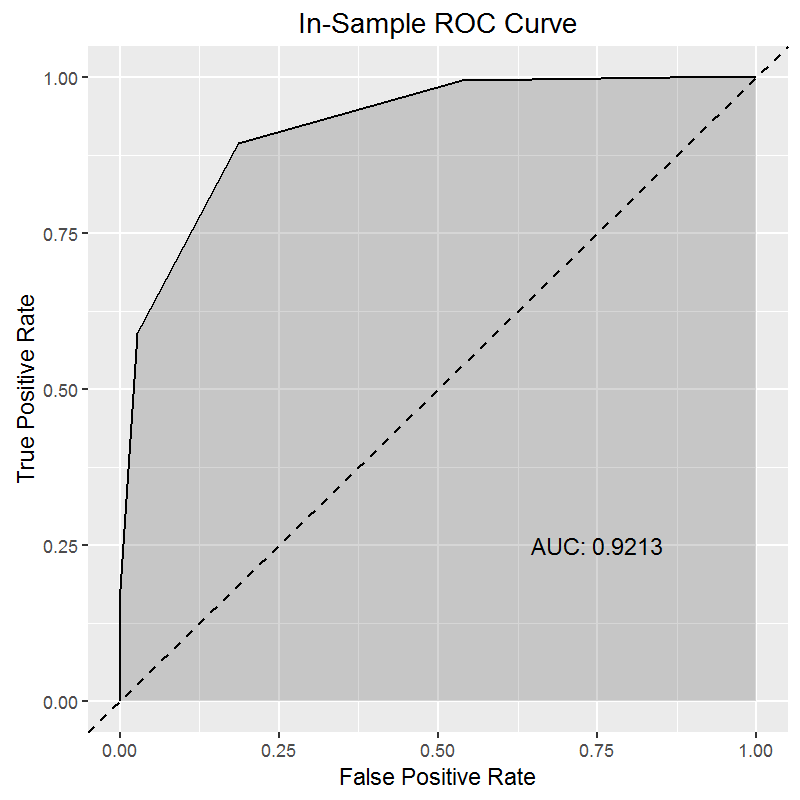 In-Sample ROC Curve
True Positive Rate
1.00
0.75
0.50
0.25
0.00
AUC: 0.9213
0.00 0.25 0.50 0.75 1.00
False Positive Rate